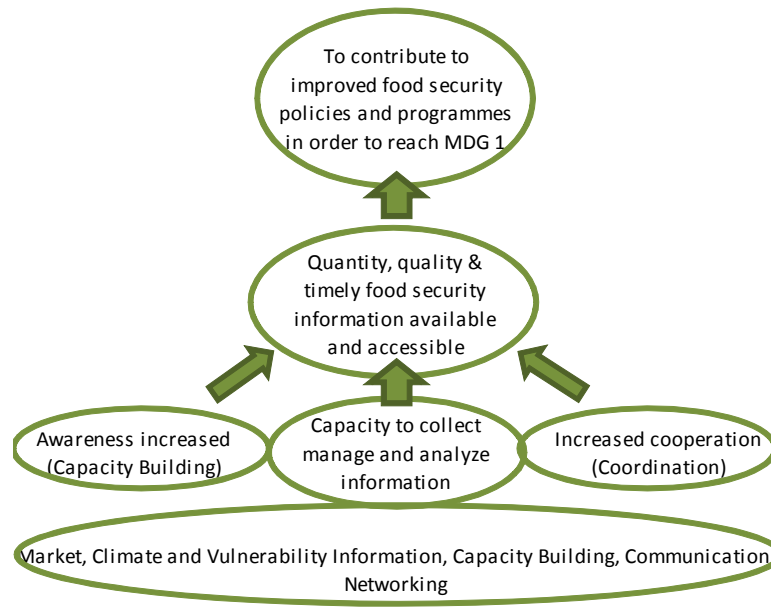 To contribute to
improved food security
policies and programmes
in order to reach MDG 1
Quantity, quality &
timely food security
information available
and accessible
Awareness increased
(Capacity Building)
Capacity to collect
manage and analyze
information
Increased cooperation
(Coordination)
Market, Climate and Vulnerability Information, Capacity Building, Communication
Networking